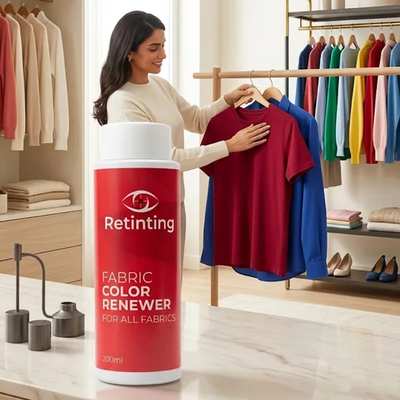 Retinting
FABRIC
COLOR
RENEWER
FOR ALL FABRICS
200ml